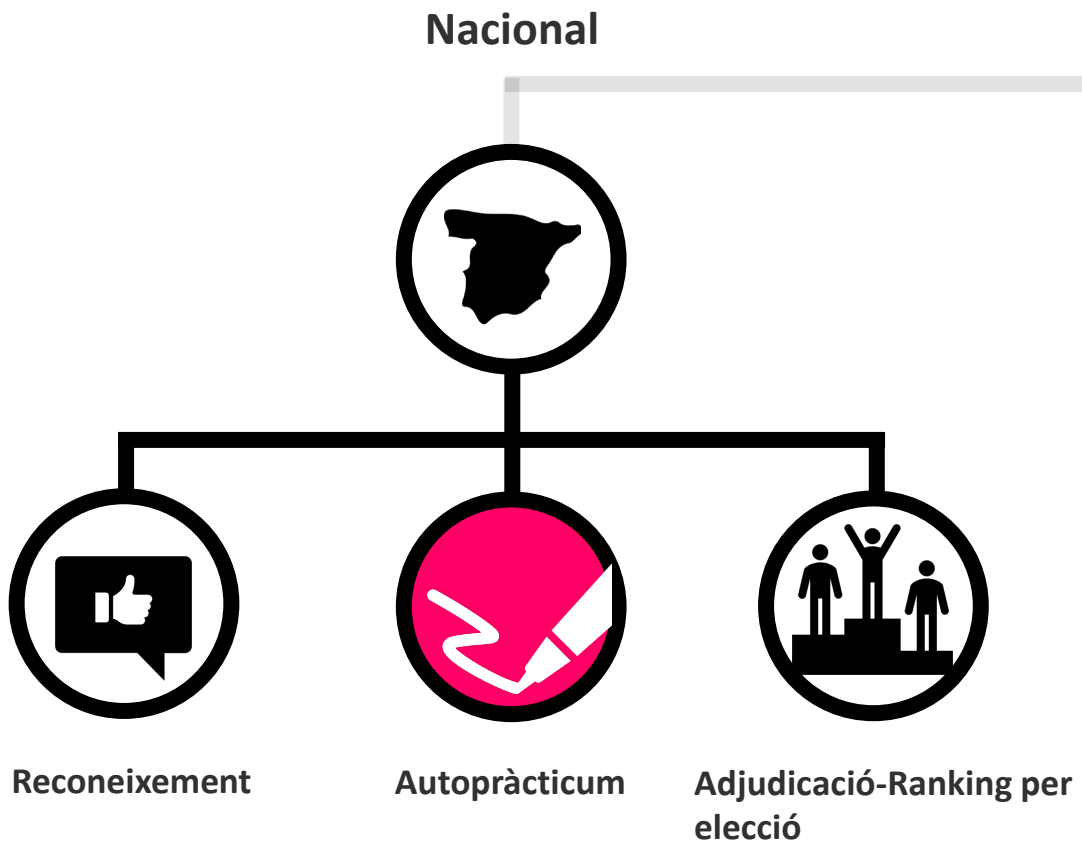 Nacional
Reconeixement
Autopràcticum
Adjudicació-Ranking per
elecció